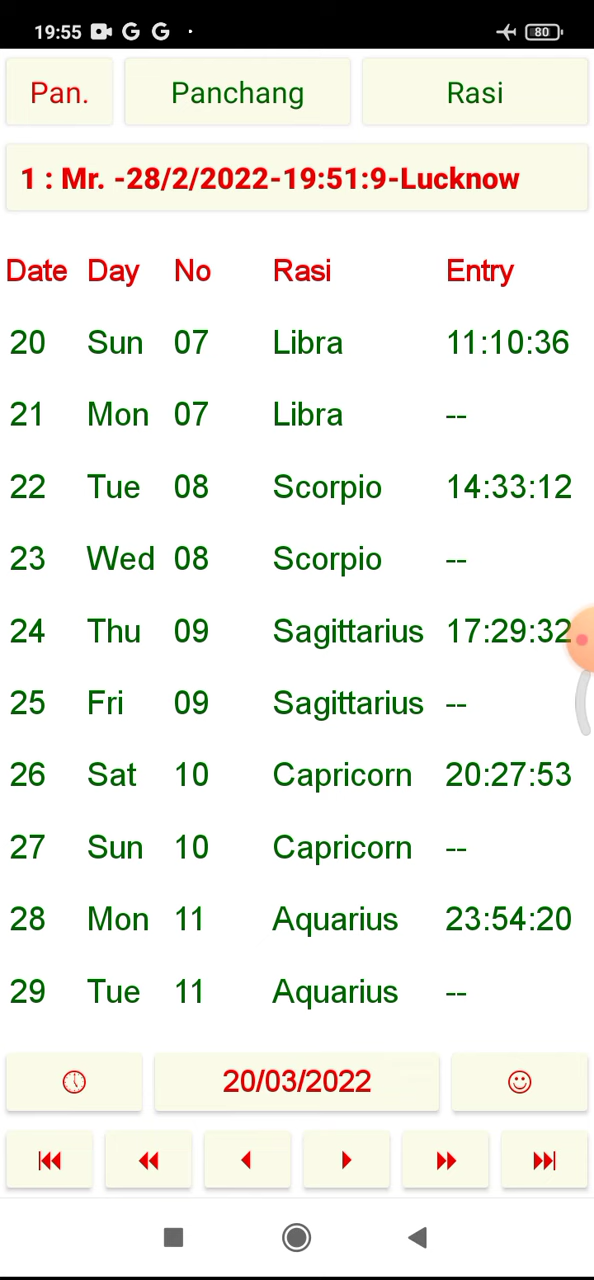 19:55 G G 80
Pan. Panchang Rasi
1 : Mr. -28/2/2022-19:51:9-Lucknow
Date Day No Rasi Entry
20 Sun 07 Libra 11:10:36
21 Mon 07 Libra --
22 Tue 08 Scorpio 14:33:12
23 Wed 08 Scorpio --
24 Thu 09 Sagittarius 17:29:32
25 Fri 09 Sagittarius --
26 Sat 10 Capricorn 20:27:53
27 Sun 10 Capricorn --
28 Mon 11 Aquarius 23:54:20
29 Tue 11 Aquarius --
20/03/2022